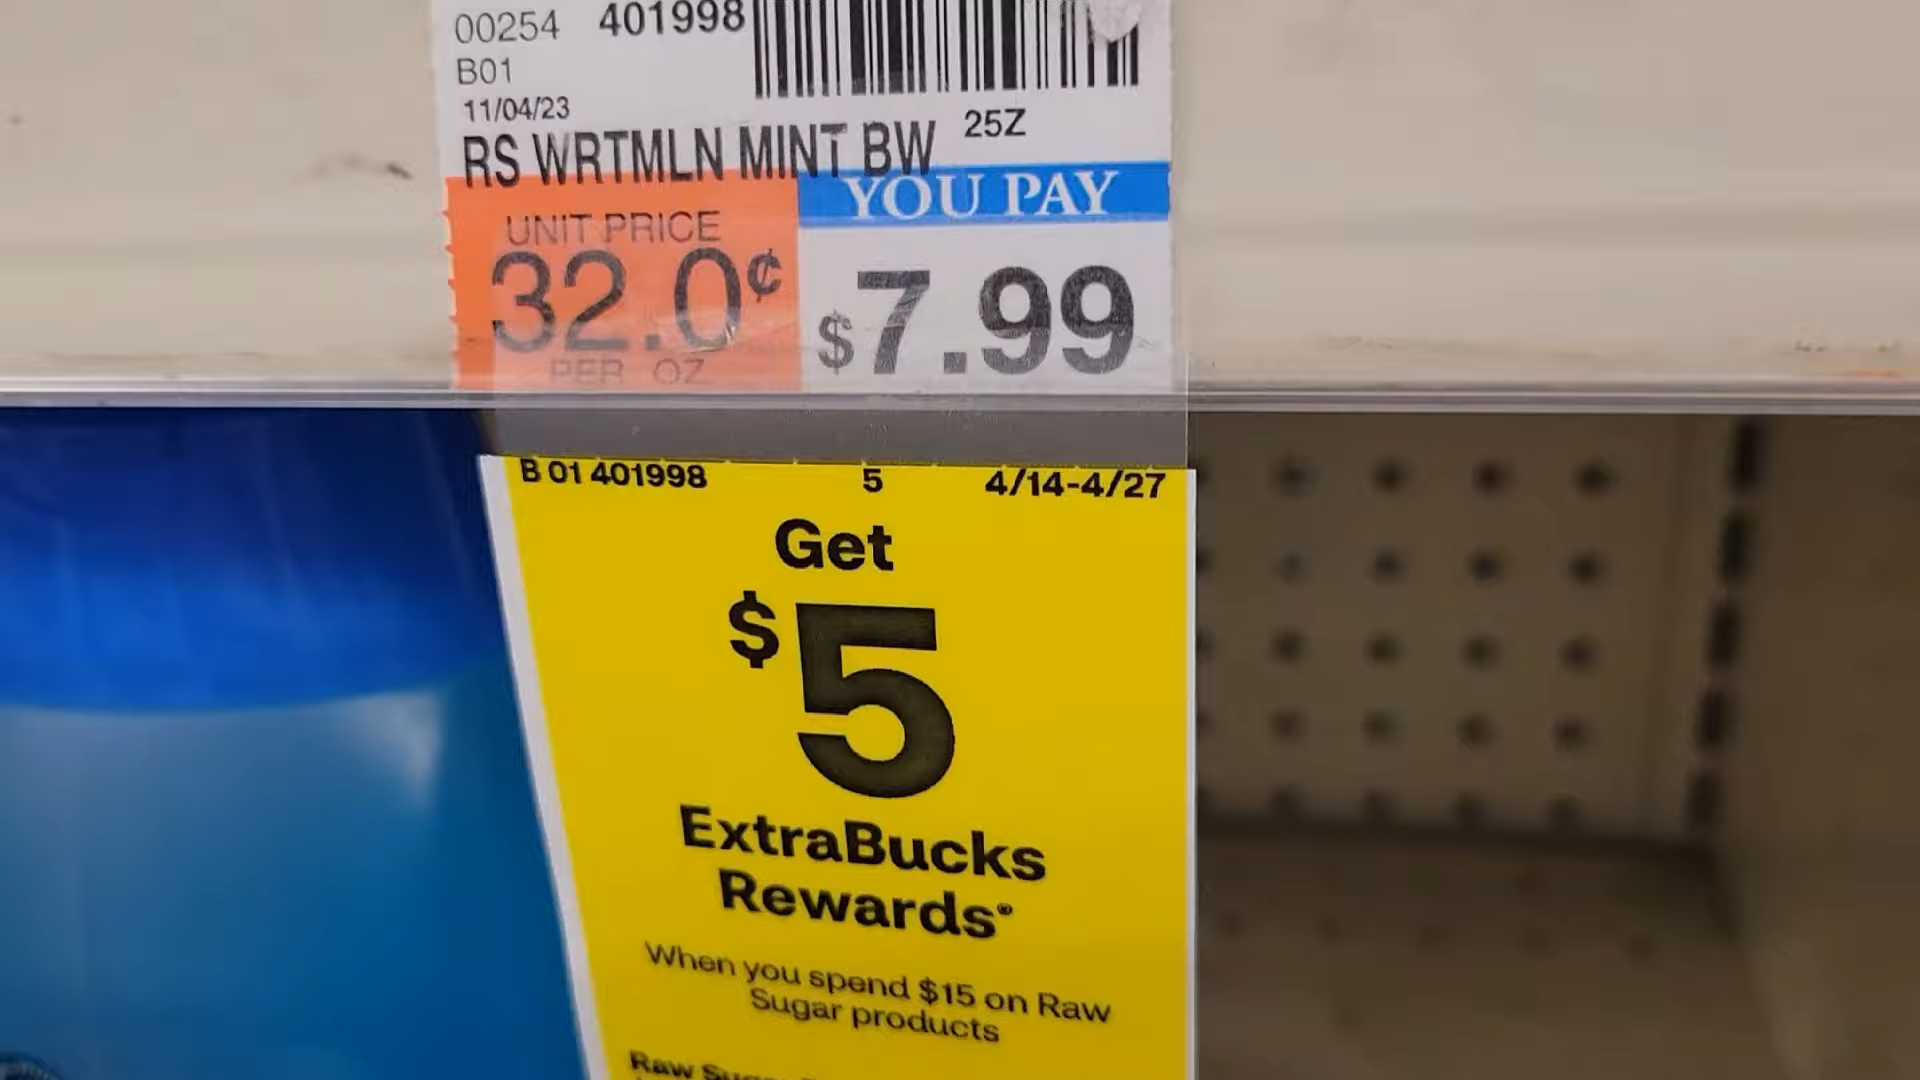 00254 401998
B01
11/04/23
RS WRTMLN MINT BW 25Z
UNIT PRICE YOU PAY
32.0¢ $7.99
PER OZ
B 01 401998 5 4/14-4/27
Get
$5
ExtraBucks
Rewards®
When you spend $15 on Raw
Sugar products
Raw